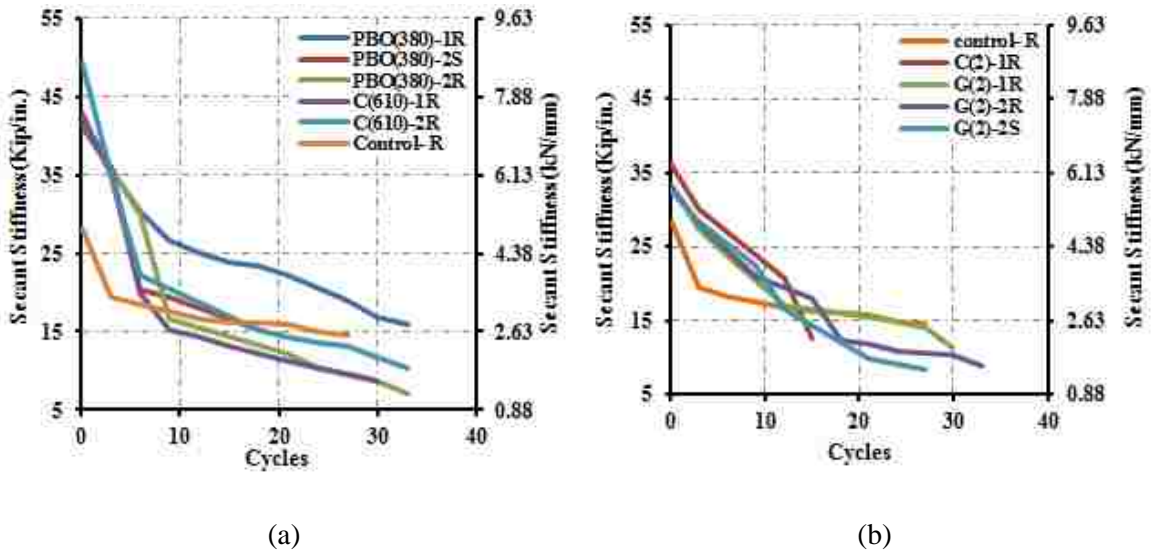 55
45
35
25
15
5
Secant Stiffness (Kip/in.)
PBO(380)-1R
PBO(380)-2S
PBO(380)-2R
C(610)-1R
C(610)-2R
Control- R
9.63
7.88
6.13
4.38
2.63
0.88
Secant Stiffness (kN/mm)
0 10 20 30 40
Cycles
(a)
55
45
35
25
15
5
Secant Stiffness (Kip/in.)
control- R
C(2)-1R
G(2)-1R
G(2)-2R
G(2)-2S
9.63
7.88
6.13
4.38
2.63
0.88
Secant Stiffness (kN/mm)
0 10 20 30 40
Cycles
(b)